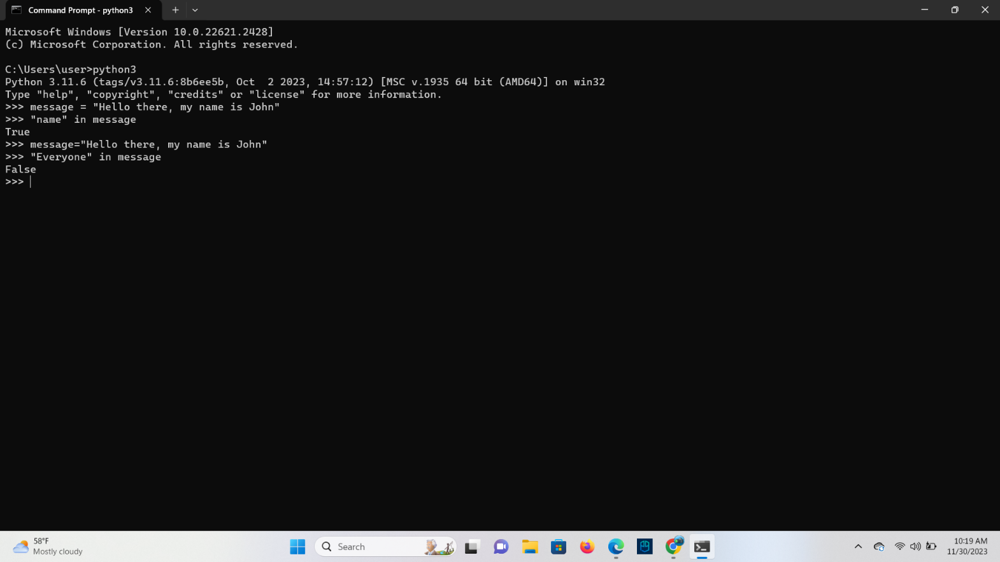 Command Prompt - python3
Microsoft Windows [Version 10.0.22621.2428]
(c) Microsoft Corporation. All rights reserved.
C:\Users\user>python3
Python 3.11.6 (tags/v3.11.6:8b6ee5b, Oct  2 2023, 14:57:12) [MSC v.1935 64 bit (AMD64)] on win32
Type "help", "copyright", "credits" or "license" for more information.
>>> message = "Hello there, my name is John"
>>> "name" in message
True
>>> message="Hello there, my name is John"
>>> "Everyone" in message
False
>>>
58°F
Mostly cloudy
Search
10:19 AM
11/30/2023